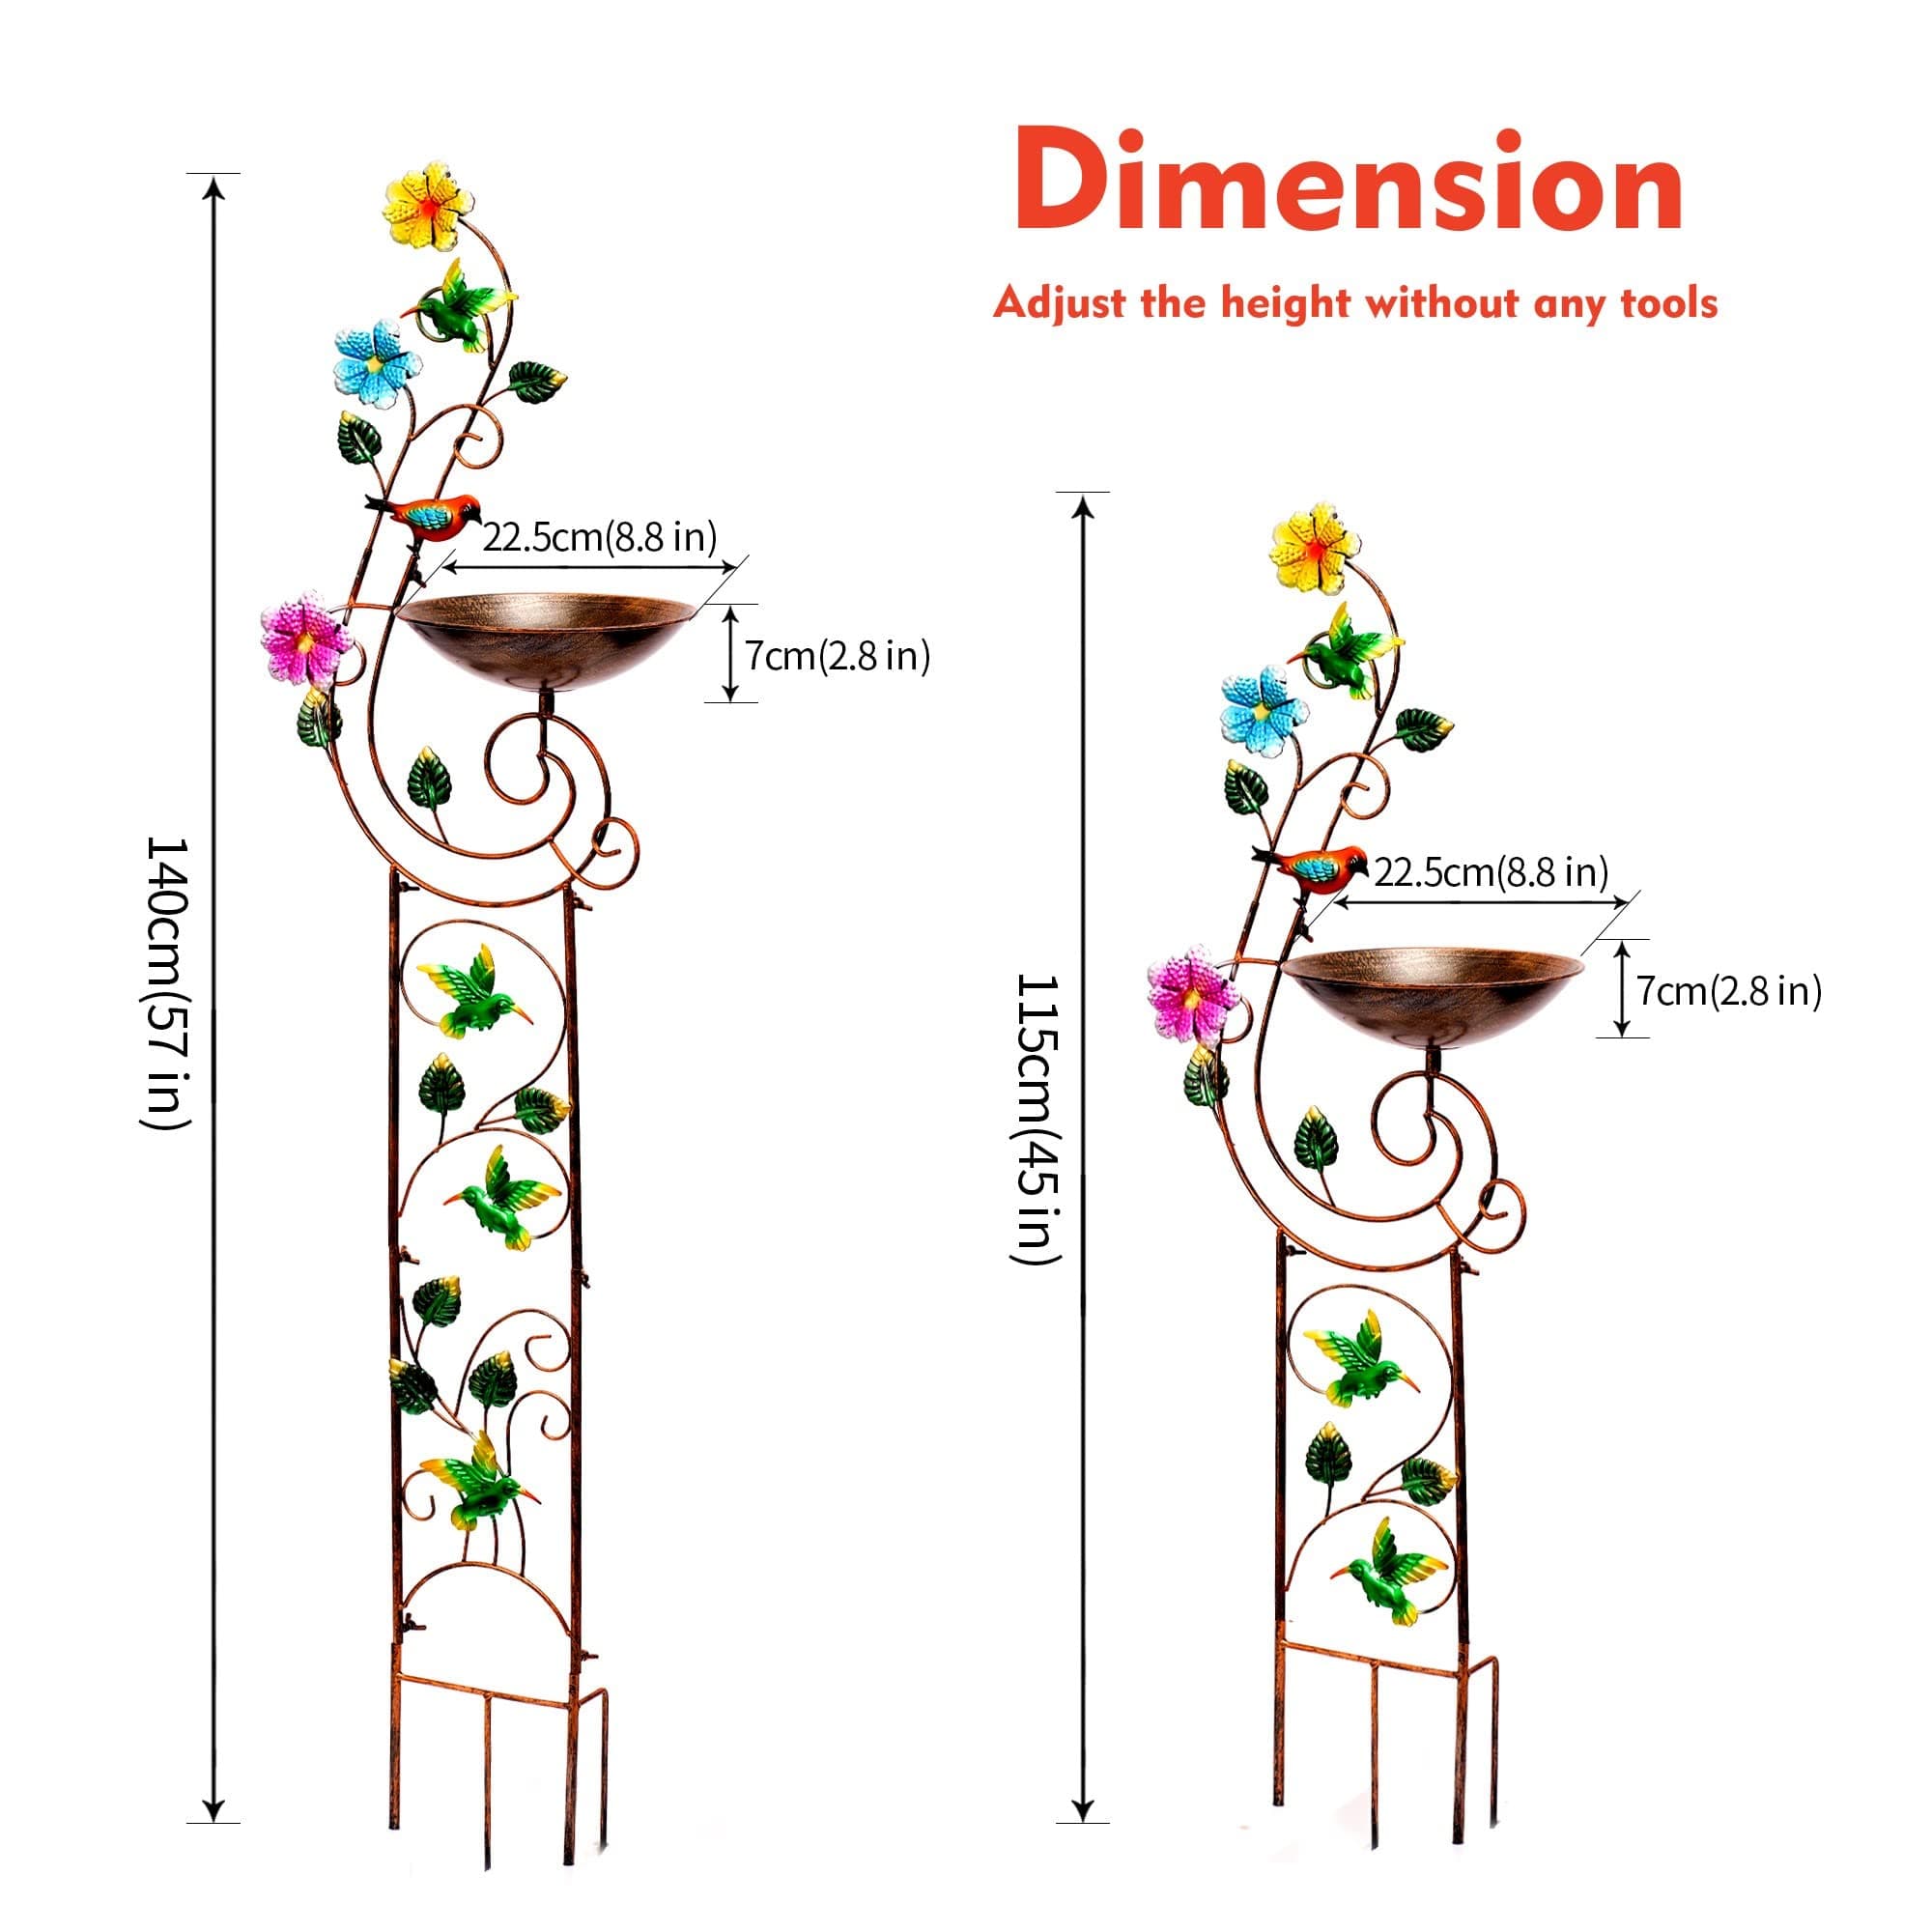 Dimension
Adjust the height without any tools
22.5cm(8.8 in)
7cm(2.8 in)
140cm(57 in)
22.5cm(8.8 in)
7cm(2.8 in)
115cm(45 in)